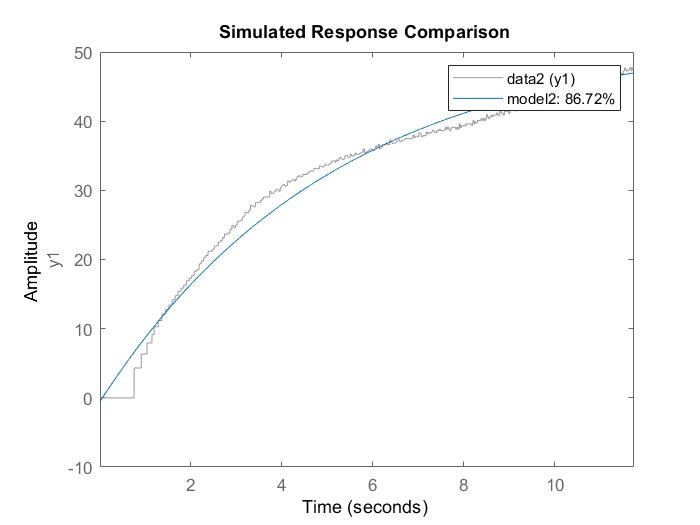 Simulated Response Comparison
50
40
30
20
10
0
-10
data2 (y1)
model2: 86.72%
Amplitude
y1
2
4
6
8
10
Time (seconds)